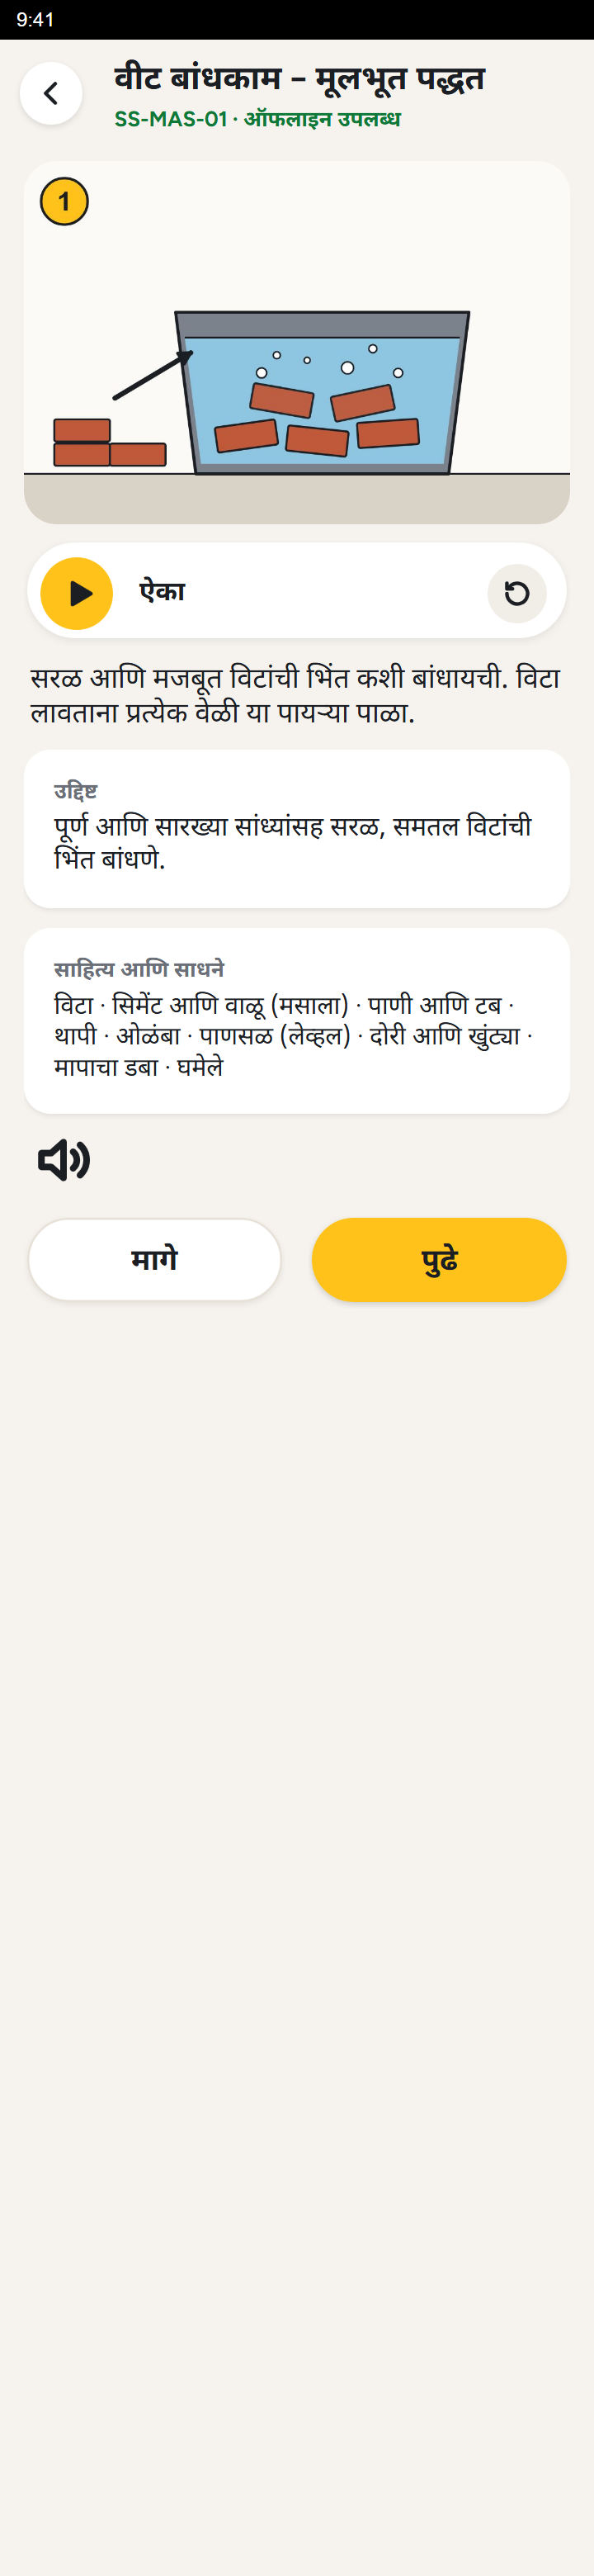 9:41
वीट बांधकाम – मूलभूत पद्धत
SS-MAS-01 · ऑफलाइन उपलब्ध
1
ऐका
सरळ आणि मजबूत विटांची भिंत कशी बांधायची. विटा
लावताना प्रत्येक वेळी या पायऱ्या पाळा.
उद्दिष्ट
पूर्ण आणि सारख्या सांध्यांसह सरळ, समतल विटांची
भिंत बांधणे.
साहित्य आणि साधने
विटा · सिमेंट आणि वाळू (मसाला) · पाणी आणि टब ·
थापी · ओळंबा · पाणसळ (लेव्हल) · दोरी आणि खुंट्या ·
मापाचा डबा · घमेले
मागे
पुढे